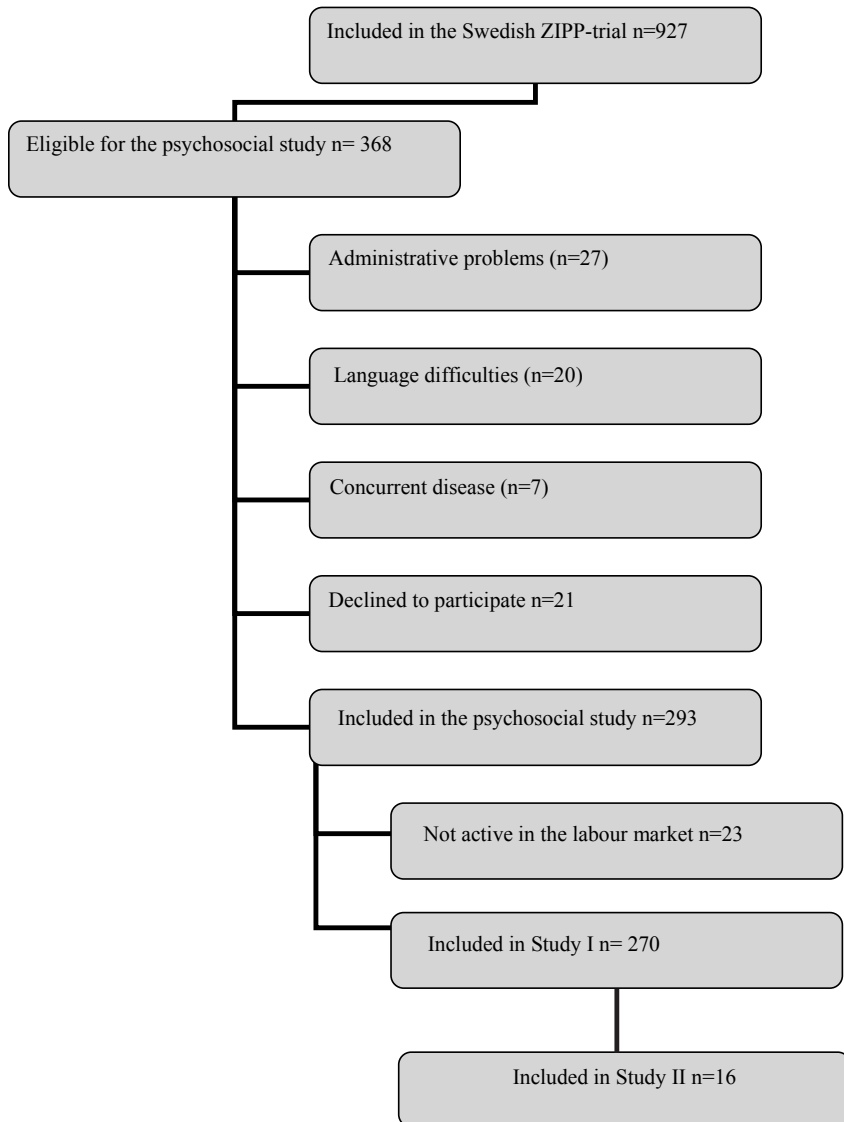 Included in the Swedish ZIPP-trial n=927
Eligible for the psychosocial study n= 368
Administrative problems (n=27)
Language difficulties (n=20)
Concurrent disease (n=7)
Declined to participate n=21
Included in the psychosocial study n=293
Not active in the labour market n=23
Included in Study I n= 270
Included in Study II n=16